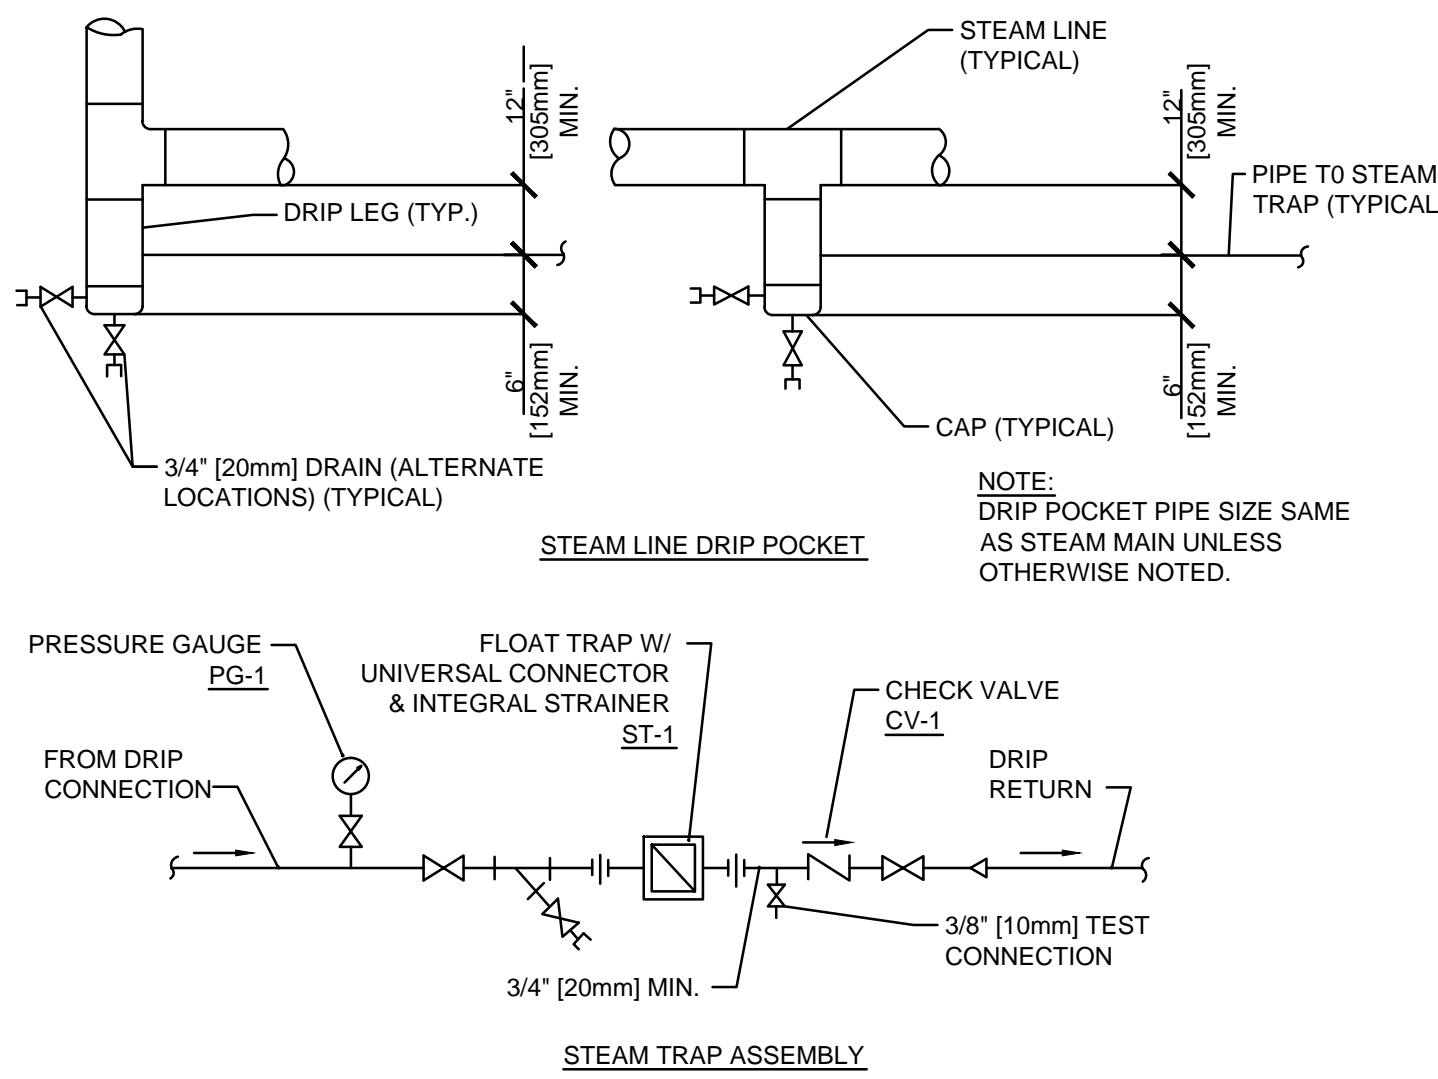 STEAM LINE
(TYPICAL)
12"
[305mm]
MIN.
12"
[305mm]
MIN.
PIPE T0 STEAM
TRAP (TYPICAL
DRIP LEG (TYP.)
6"
[152mm]
MIN.
6"
[152mm]
MIN.
CAP (TYPICAL)
3/4" [20mm] DRAIN (ALTERNATE
LOCATIONS) (TYPICAL)
NOTE:
DRIP POCKET PIPE SIZE SAME
AS STEAM MAIN UNLESS
OTHERWISE NOTED.
STEAM LINE DRIP POCKET
PRESSURE GAUGE
PG-1
FLOAT TRAP W/
UNIVERSAL CONNECTOR
& INTEGRAL STRAINER
ST-1
CHECK VALVE
CV-1
FROM DRIP
CONNECTION
DRIP
RETURN
3/8" [10mm] TEST
CONNECTION
3/4" [20mm] MIN.
STEAM TRAP ASSEMBLY